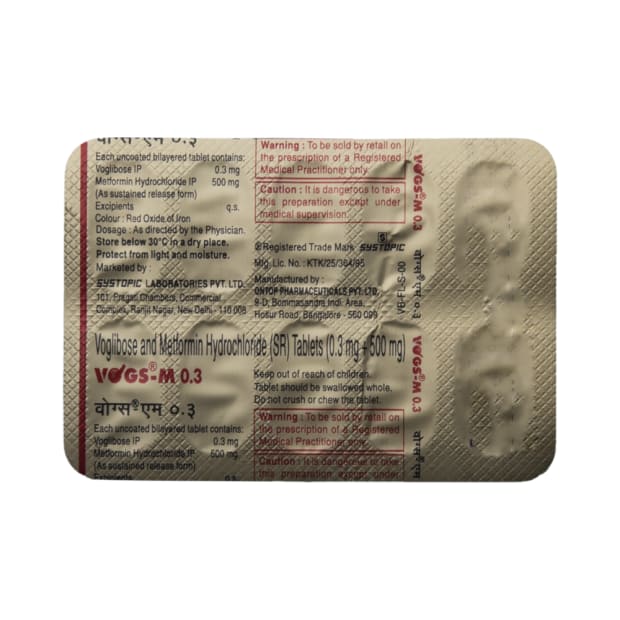 वोग्स-एम ०.३
Each uncoated bilayered tablet contains:
Voglibose IP 0.3 mg
Metformin Hydrochloride IP 500 mg
(As sustained release form)
Excipients q.s.
Colour : Red Oxide of Iron
Dosage : As directed by the Physician.
Store below 30°C in a dry place.
Protect from light and moisture.
Marketed by :
SYSTOPIC LABORATORIES PVT. LTD.
101, Pragati Chambers, Commercial
Complex, Ranjit Nagar, New Delhi - 110 008
Warning : To be sold by retail on
the prescription of a Registered
Medical Practitioner only.
Caution : It is dangerous to take
this preparation except under
medical supervision.
®Registered Trade Mark SYSTOPIC
Mfg. Lic. No. : KTK/25/364/95
Manufactured by :
ONTOP PHARMACEUTICALS PVT. LTD.
9-D, Bommasandra Indl. Area,
Hosur Road, Bangalore - 560 099
VOGS®-M 0.3
वोग्स®एम ०.३
Voglibose and Metformin Hydrochloride (SR) Tablets (0.3 mg + 500 mg)
VOGS®-M 0.3
वोग्स®एम ०.३
Each uncoated bilayered tablet contains:
Voglibose IP 0.3 mg
Metformin Hydrochloride IP 500 mg.
(As sustained release form)
Excipients q.s.
Keep out of reach of children.
Tablet should be swallowed whole.
Do not crush or chew the tablet.
Warning : To be sold by retail on
the prescription of a Registered
Medical Practitioner only.
Caution : It is dangerous to take
this preparation except under
VOGS®-M 0.3
वोग्स®एम